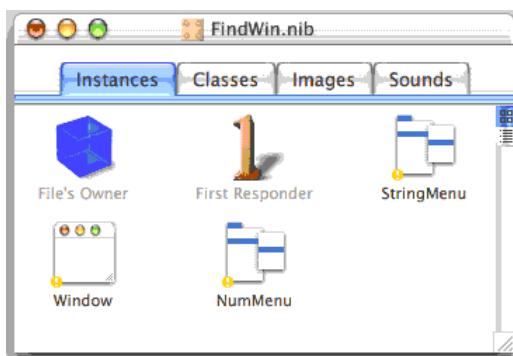 FindWin.nib
Instances Classes Images Sounds
File's Owner First Responder StringMenu
Window NumMenu